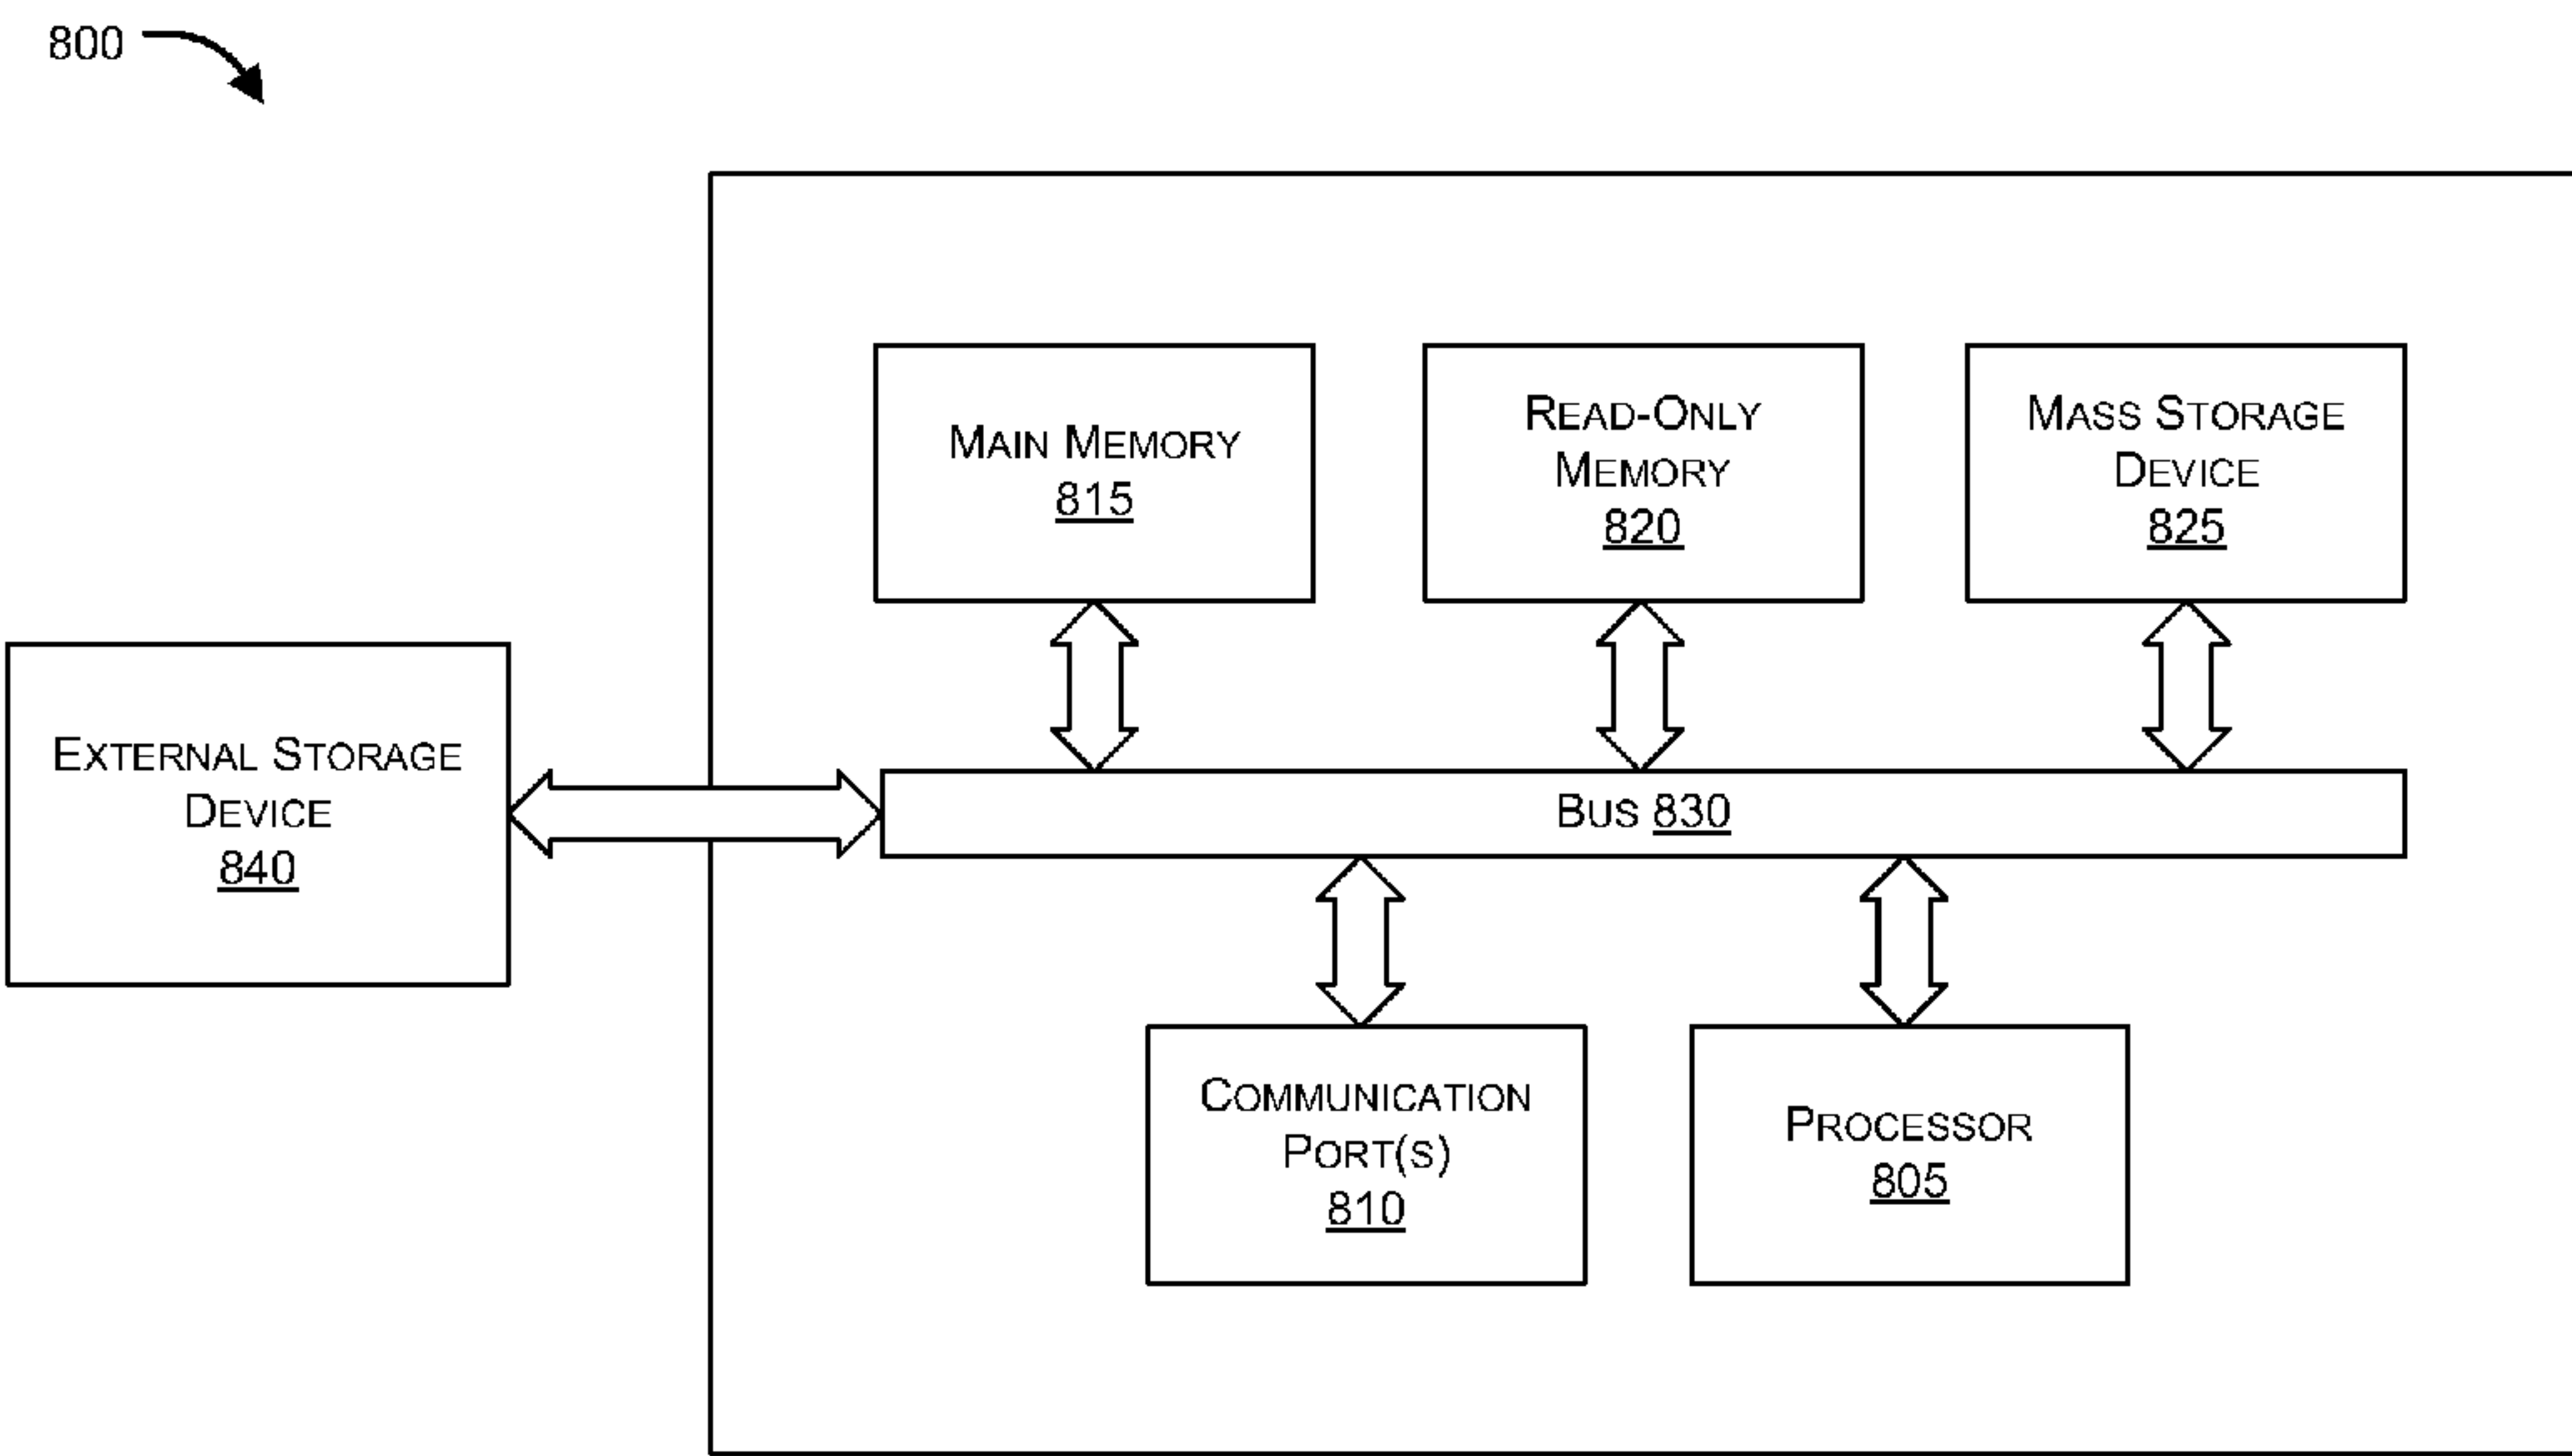 800
MAIN MEMORY
815
READ-ONLY
MEMORY
820
MASS STORAGE
DEVICE
825
EXTERNAL STORAGE
DEVICE
840
BUS 830
COMMUNICATION
PORT(S)
810
PROCESSOR
805